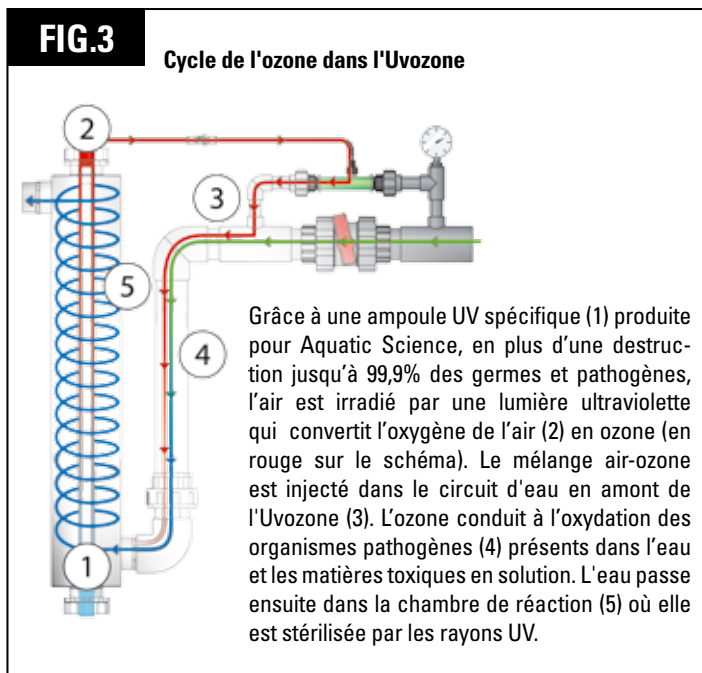 FIG.3
Cycle de l'ozone dans l'Uvozone
2
3
5
4
1
Grâce à une ampoule UV spécifique (1) produite
pour Aquatic Science, en plus d’une destruc-
tion jusqu’à 99,9% des germes et pathogènes,
l’air est irradié par une lumière ultraviolette
qui convertit l’oxygène de l’air (2) en ozone (en
rouge sur le schéma). Le mélange air-ozone
est injecté dans le circuit d'eau en amont de
l'Uvozone (3). L’ozone conduit à l’oxydation des
organismes pathogènes (4) présents dans l’eau
et les matières toxiques en solution. L'eau passe
ensuite dans la chambre de réaction (5) où elle
est stérilisée par les rayons UV.